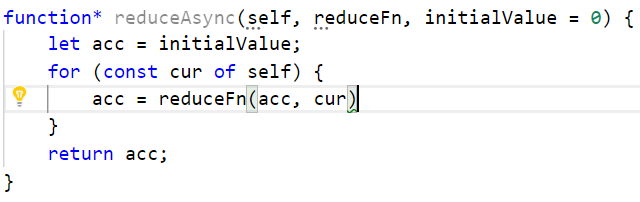 function* reduceAsync(self, reduceFn, initialValue = 0) {
    let acc = initialValue;
    for (const cur of self) {
        acc = reduceFn(acc, cur)
    }
    return acc;
}